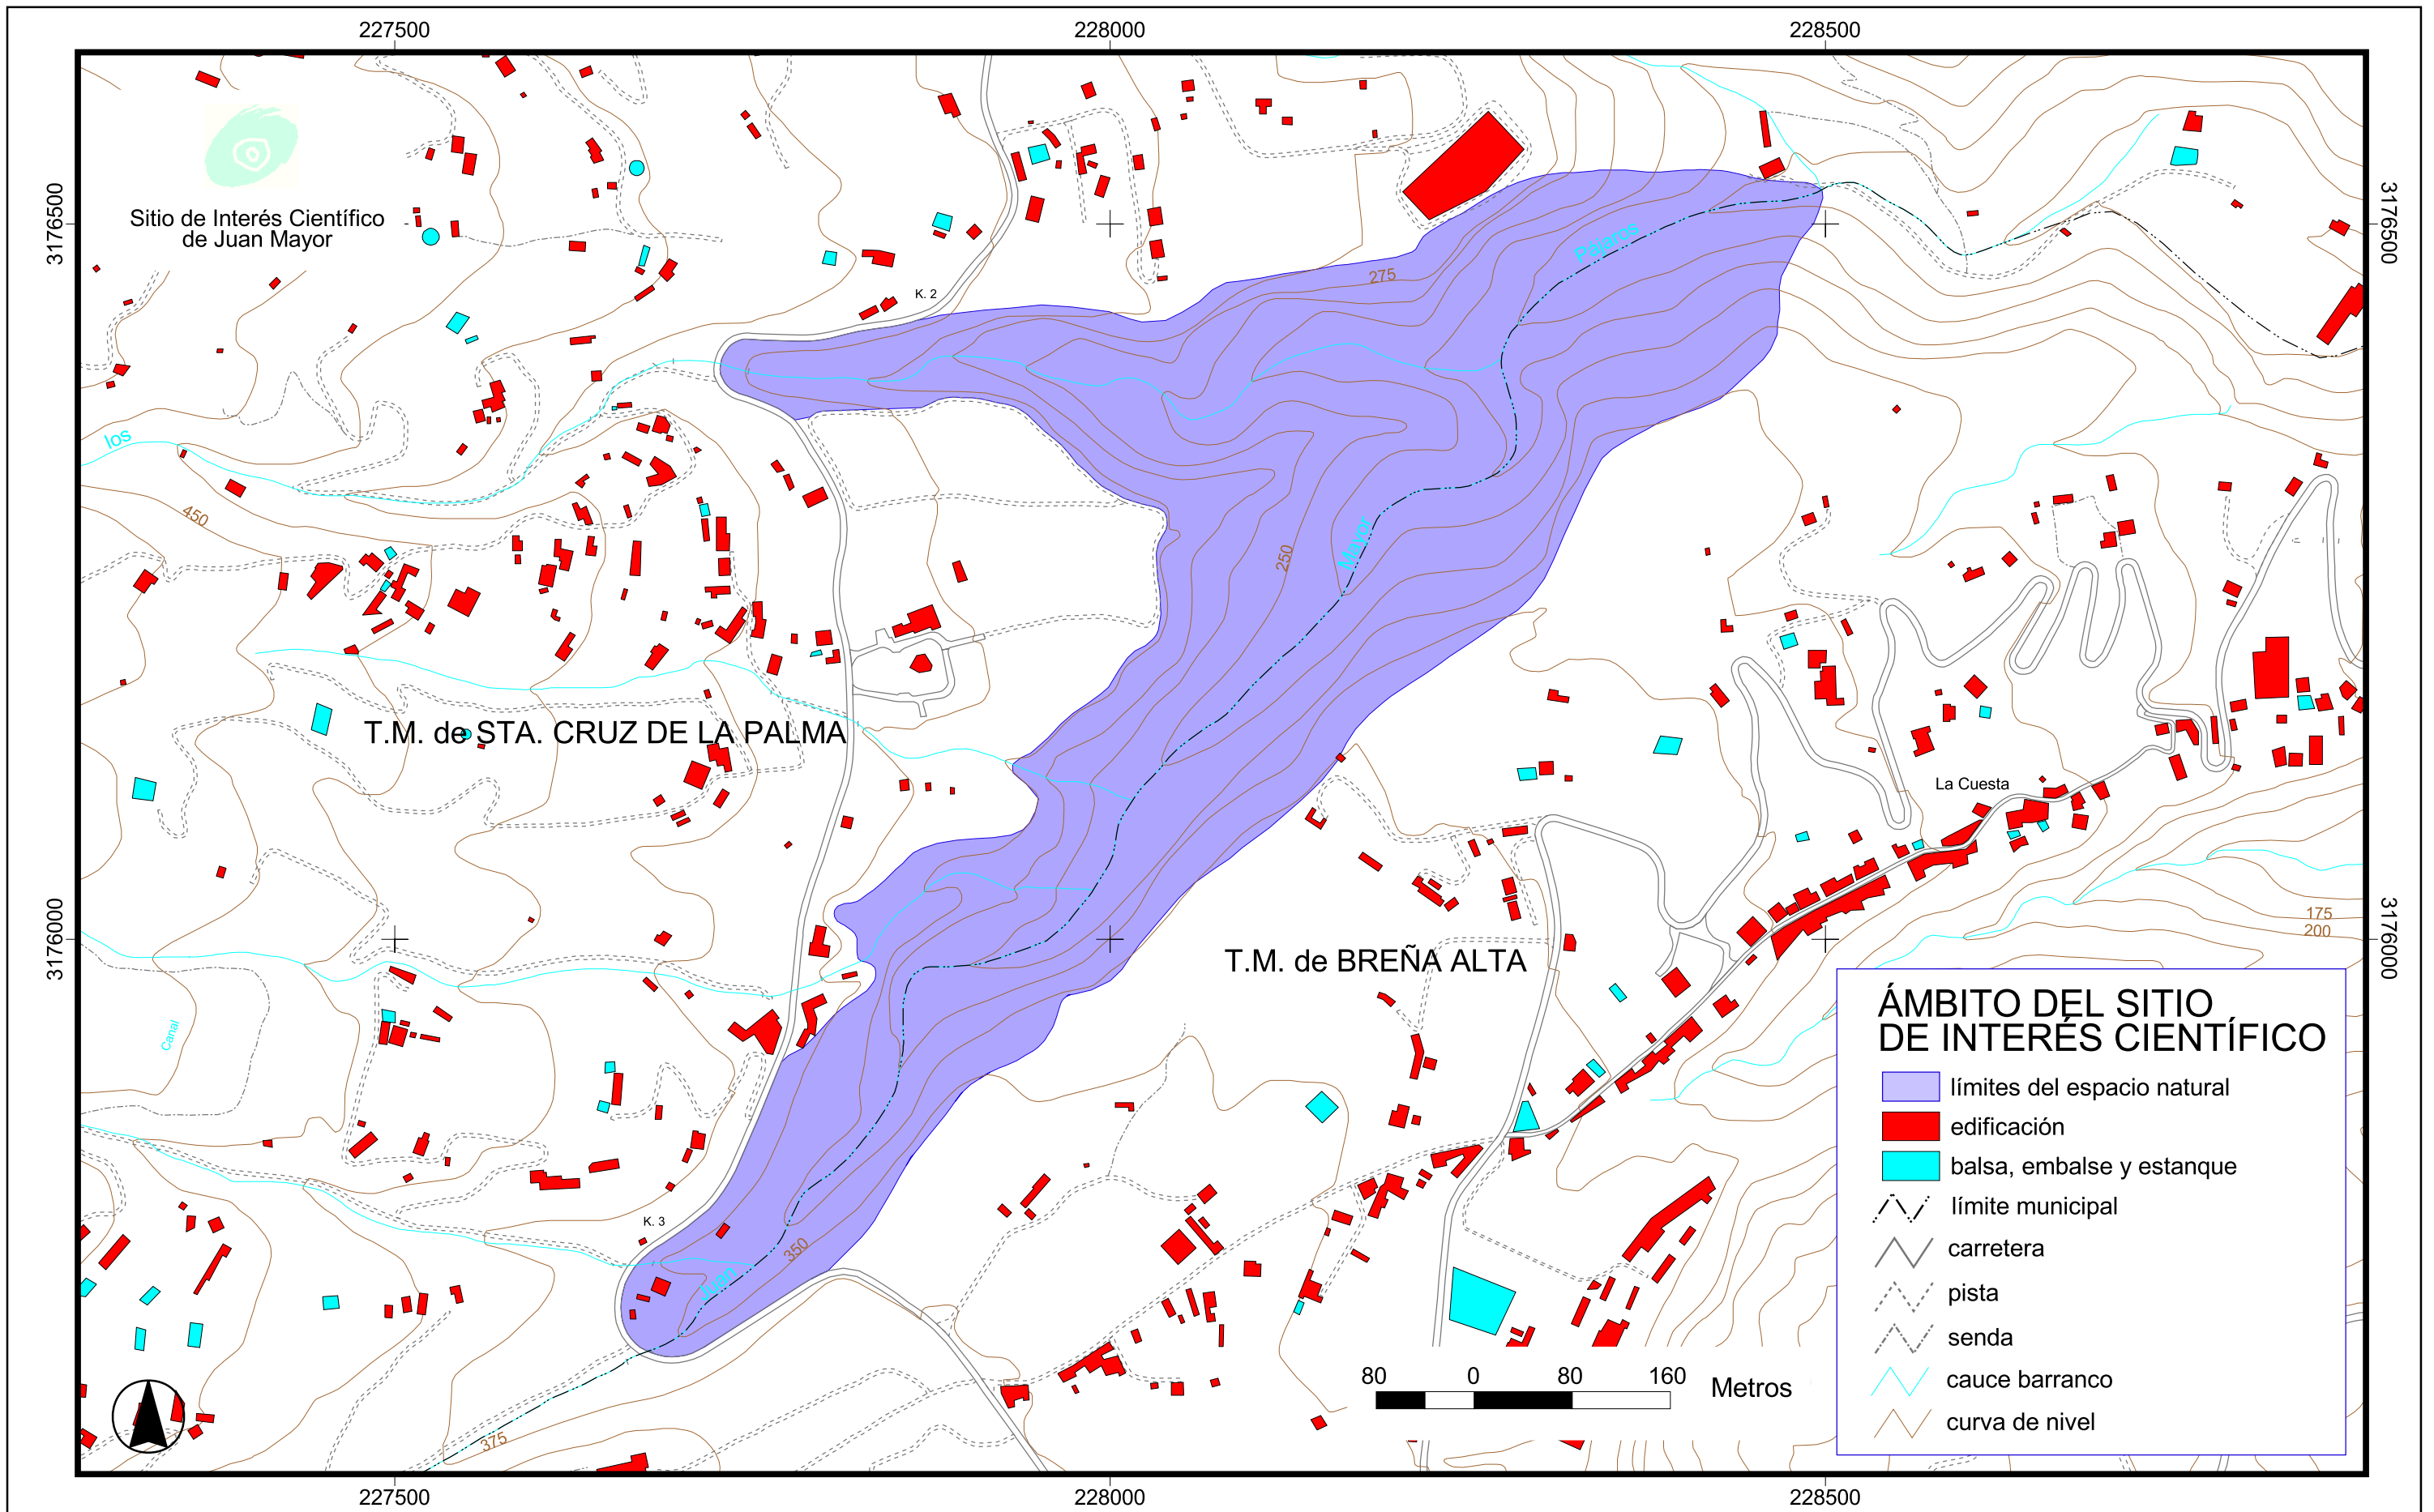 227500
228000
228500
3176500
3176500
Sitio de Interés Científico
de Juan Mayor
Pájaros
275
K. 2
los
450
Mayor
250
T.M. de STA. CRUZ DE LA PALMA
La Cuesta
175
200
3176000
3176000
T.M. de BREÑA ALTA
Canal
K. 3
350
Juan
375
ÁMBITO DEL SITIO
DE INTERÉS CIENTÍFICO
límites del espacio natural
edificación
balsa, embalse y estanque
límite municipal
carretera
pista
senda
cauce barranco
curva de nivel
80 0 80 160 Metros
227500
228000
228500